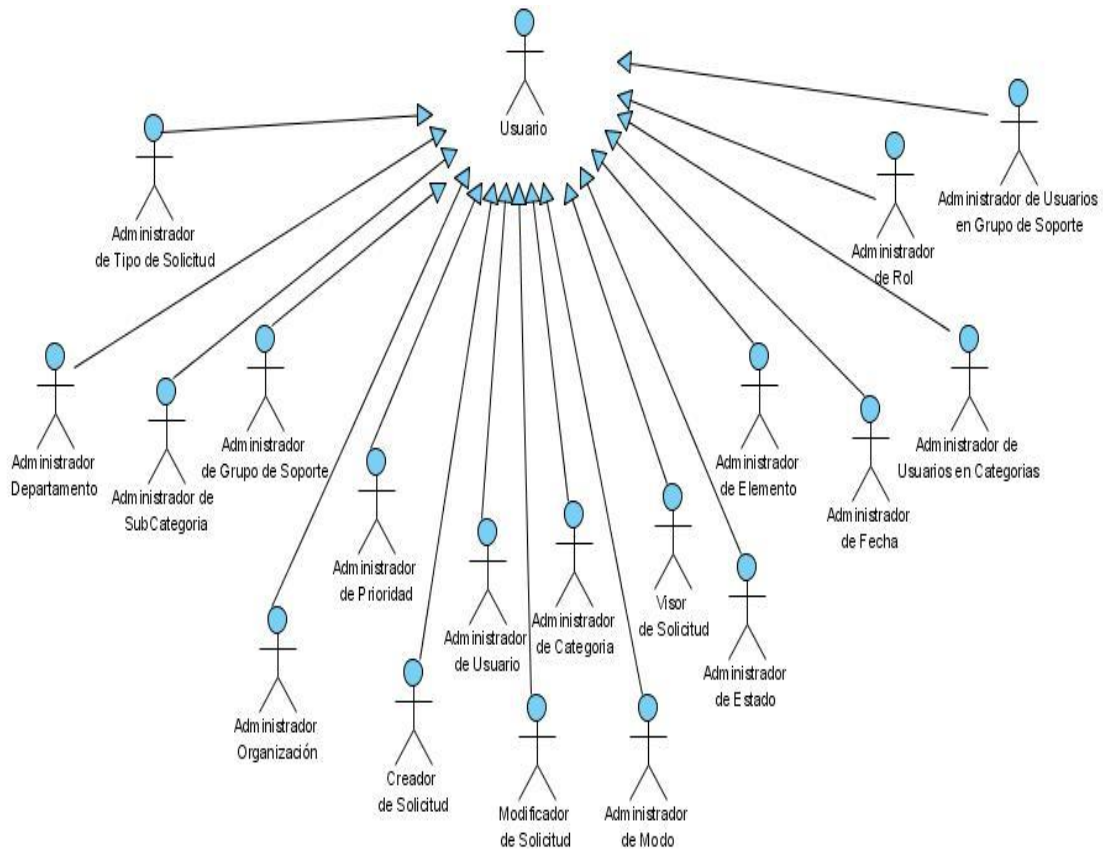 Usuario
Administrador de Usuarios
en Grupo de Soporte
Administrador
de Tipo de Solicitud
Administrador
de Rol
Administrador
Departamento
Administrador de
SubCategoria
Administrador
de Grupo de Soporte
Administrador
de Elemento
Administrador
de Fecha
Administrador de
Usuarios en Categorias
Administrador
de Prioridad
Administrador
de Usuario
Administrador
de Categoria
Visor
de Solicitud
Administrador
de Estado
Administrador
Organización
Creador
de Solicitud
Modificador
de Solicitud
Administrador
de Modo